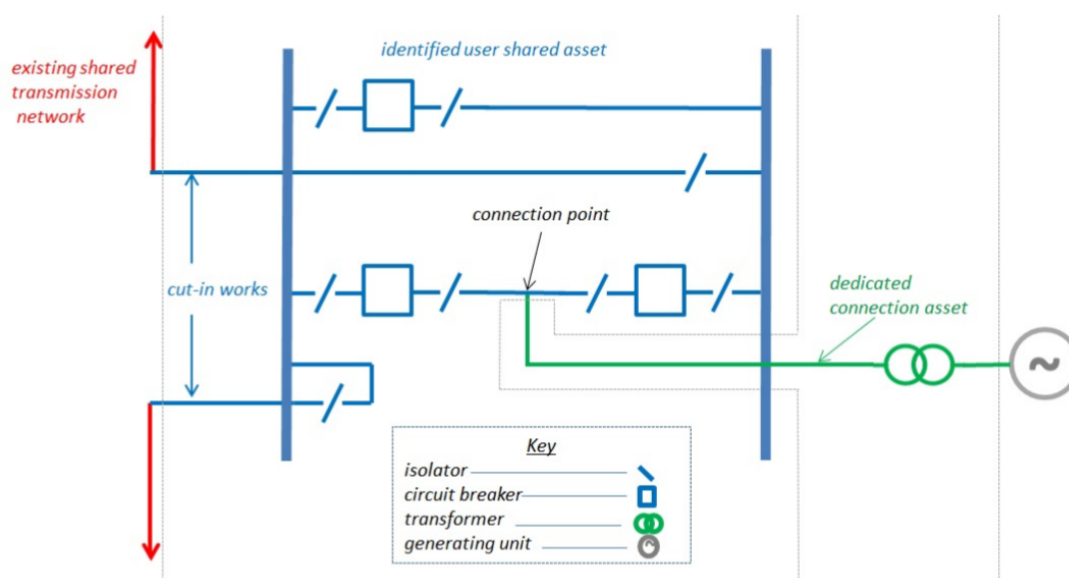 existing shared
transmission
network
identified user shared asset
connection point
cut-in works
dedicated
connection asset
~
Key
isolator
circuit breaker
transformer
generating unit